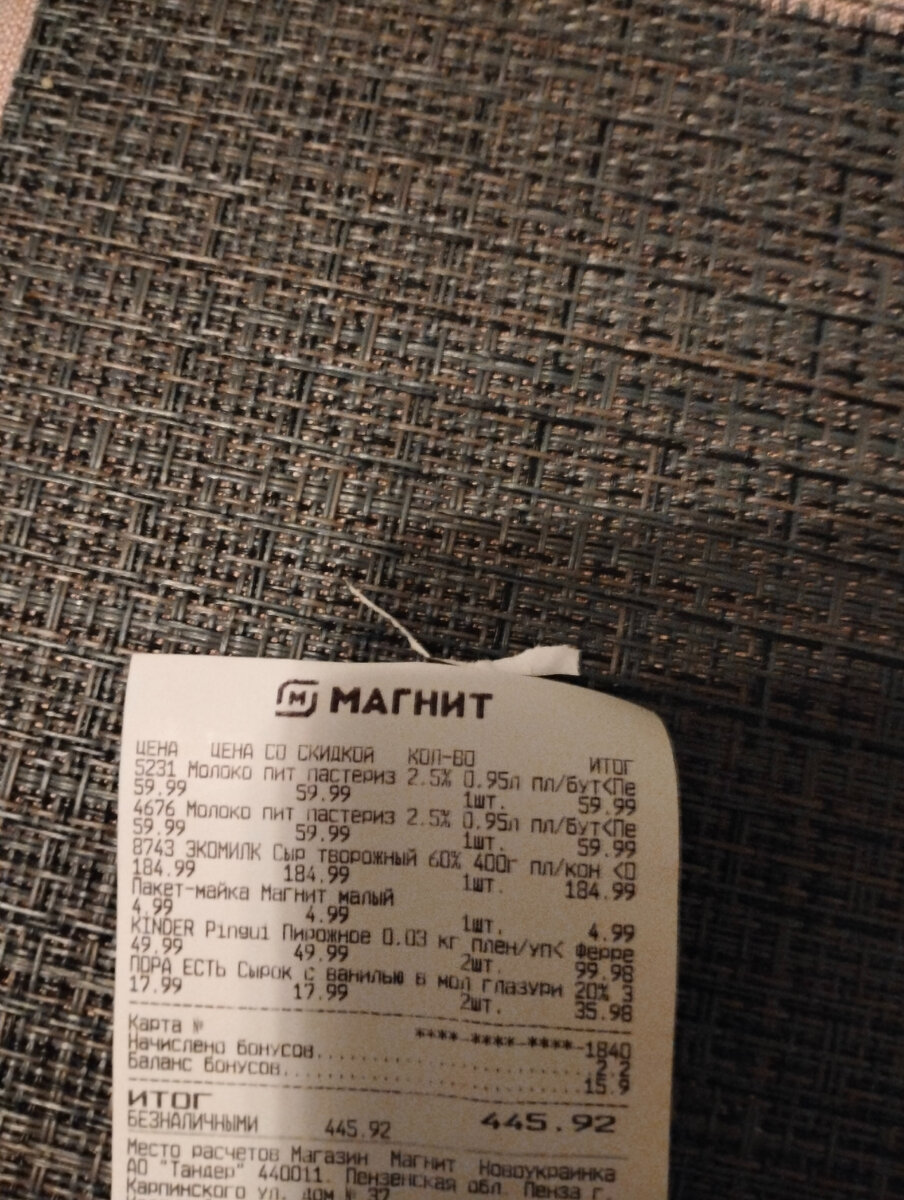 МАГНИТ
ЦЕНА ЦЕНА СО СКИДКОЙ КОЛ-ВО ИТОГ
5231 Молоко пит пастериз 2.5% 0.95л пл/бут<Пе
59.99 59.99 1шт. 59.99
4676 Молоко пит пастериз 2.5% 0.95л пл/бут<Пе
59.99 59.99 1шт. 59.99
8743 ЭКОМИЛК Сыр творожный 60% 400г пл/кон <О
184.99 184.99 1шт. 184.99
Пакет-майка Магнит малый
4.99 4.99 1шт. 4.99
KINDER Pingui Пирожное 0.03 кг плен/уп< Ферре
49.99 49.99 2шт. 99.98
ПОРА ЕСТЬ Сырок с ванилью в мол глазури 20% З
17.99 17.99 2шт. 35.98
Карта № ****-****-****-1840
Начислено бонусов..................2.2
Баланс бонусов.....................15.9
ИТОГ 445.92
БЕЗНАЛИЧНЫМИ 445.92
Место расчетов Магазин Магнит Новоукраинка
АО "Тандер" 440011, Пензенская обл, Пенза г,
Карпинского ул, дом № 37